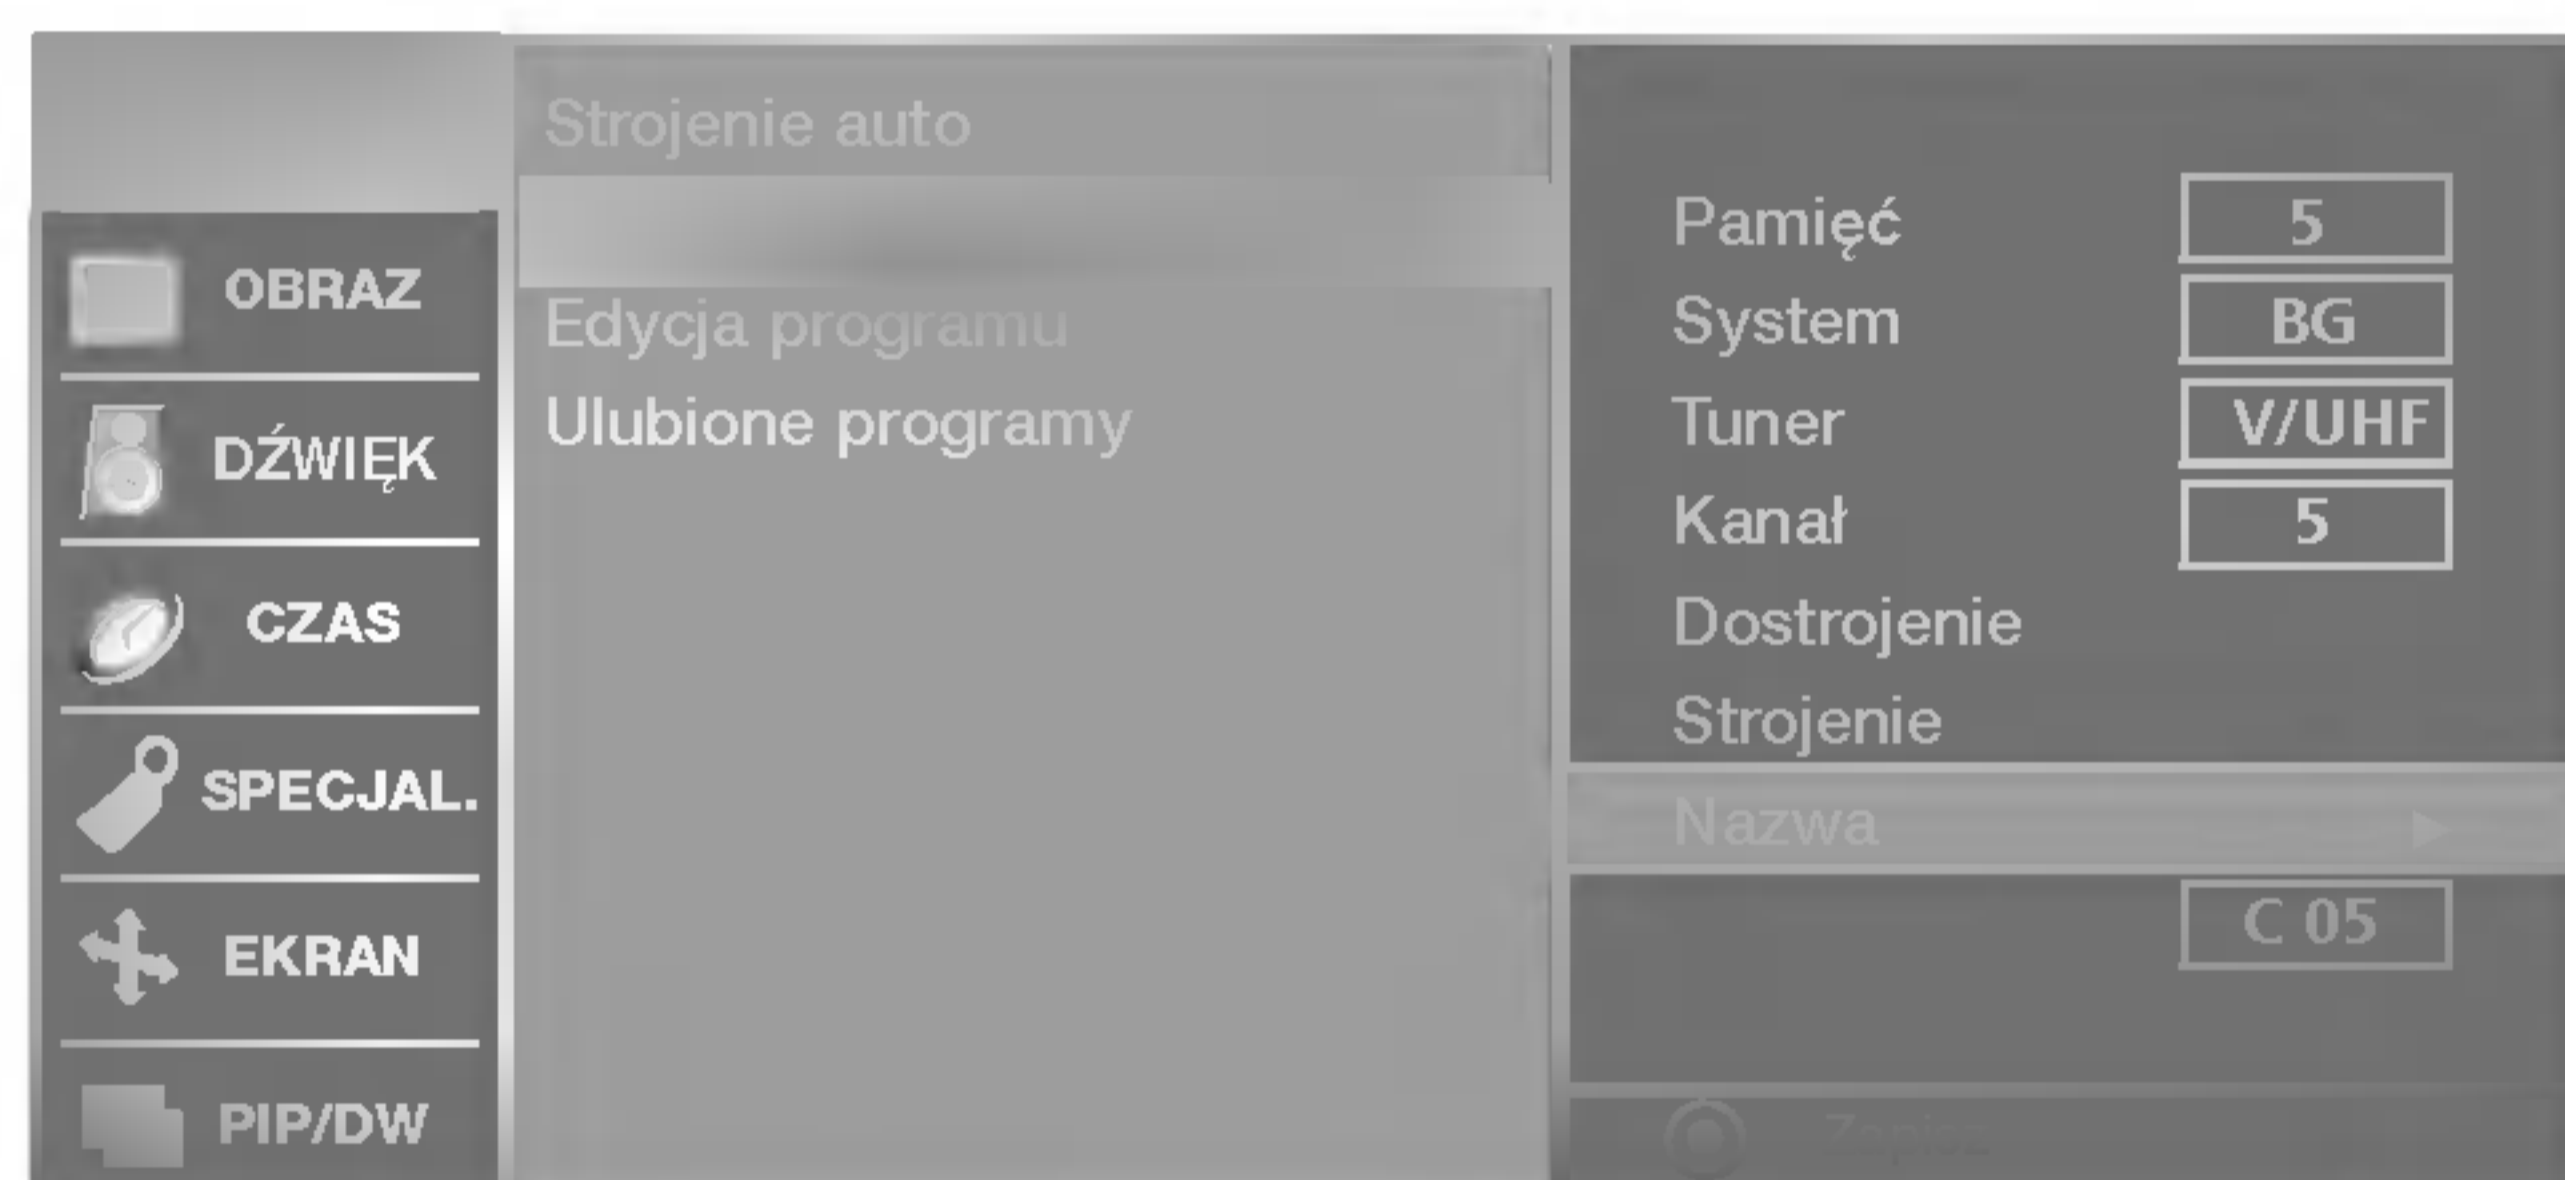 OBRAZ
DŹWIĘK
CZAS
SPECJAL.
EKRAN
PIP/DW
Strojenie auto
Edycja programu
Ulubione programy
Pamięć 5
System BG
Tuner V/UHF
Kanał 5
Dostrojenie
Strojenie
Nazwa ►
C 05
Zapisz